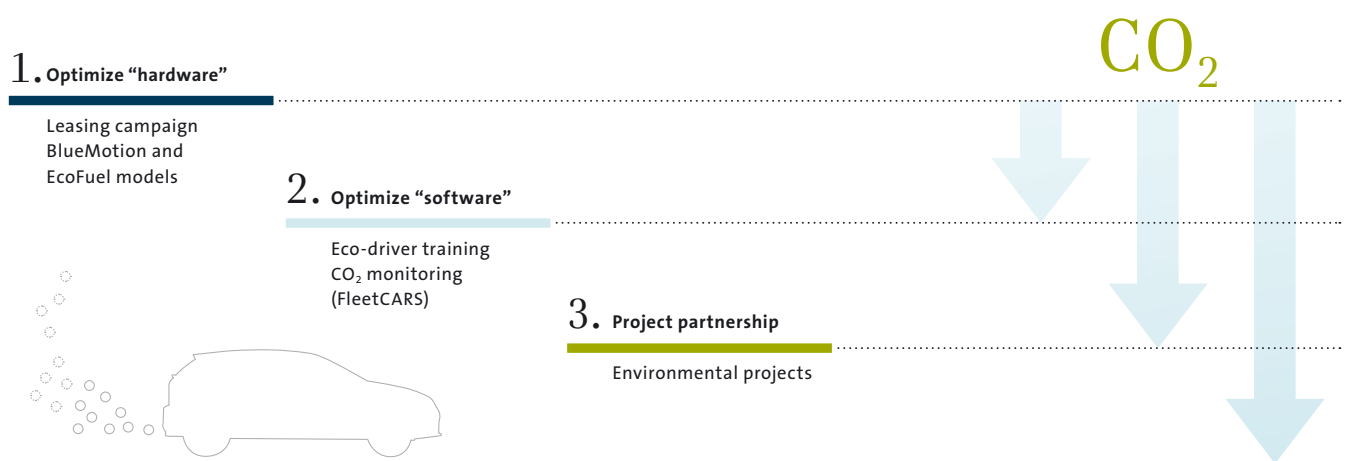 CO₂
1. Optimize “hardware”
Leasing campaign
BlueMotion and
EcoFuel models
2. Optimize “software”
Eco-driver training
CO₂ monitoring
(FleetCARS)
3. Project partnership
Environmental projects